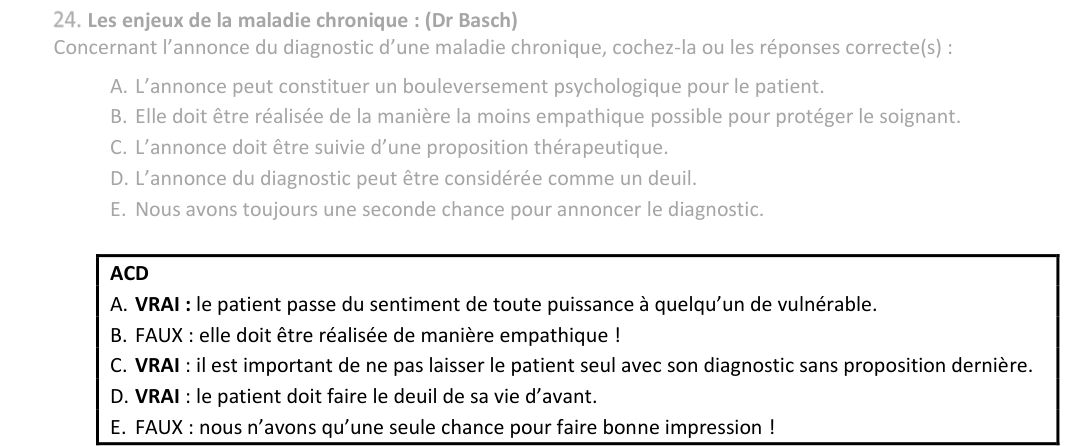 24. Les enjeux de la maladie chronique : (Dr Basch)
Concernant l’annonce du diagnostic d’une maladie chronique, cochez-la ou les réponses correcte(s) :
A. L’annonce peut constituer un bouleversement psychologique pour le patient.
B. Elle doit être réalisée de la manière la moins empathique possible pour protéger le soignant.
C. L’annonce doit être suivie d’une proposition thérapeutique.
D. L’annonce du diagnostic peut être considérée comme un deuil.
E. Nous avons toujours une seconde chance pour annoncer le diagnostic.
ACD
A. VRAI : le patient passe du sentiment de toute puissance à quelqu’un de vulnérable.
B. FAUX : elle doit être réalisée de manière empathique !
C. VRAI : il est important de ne pas laisser le patient seul avec son diagnostic sans proposition dernière.
D. VRAI : le patient doit faire le deuil de sa vie d’avant.
E. FAUX : nous n’avons qu’une seule chance pour faire bonne impression !